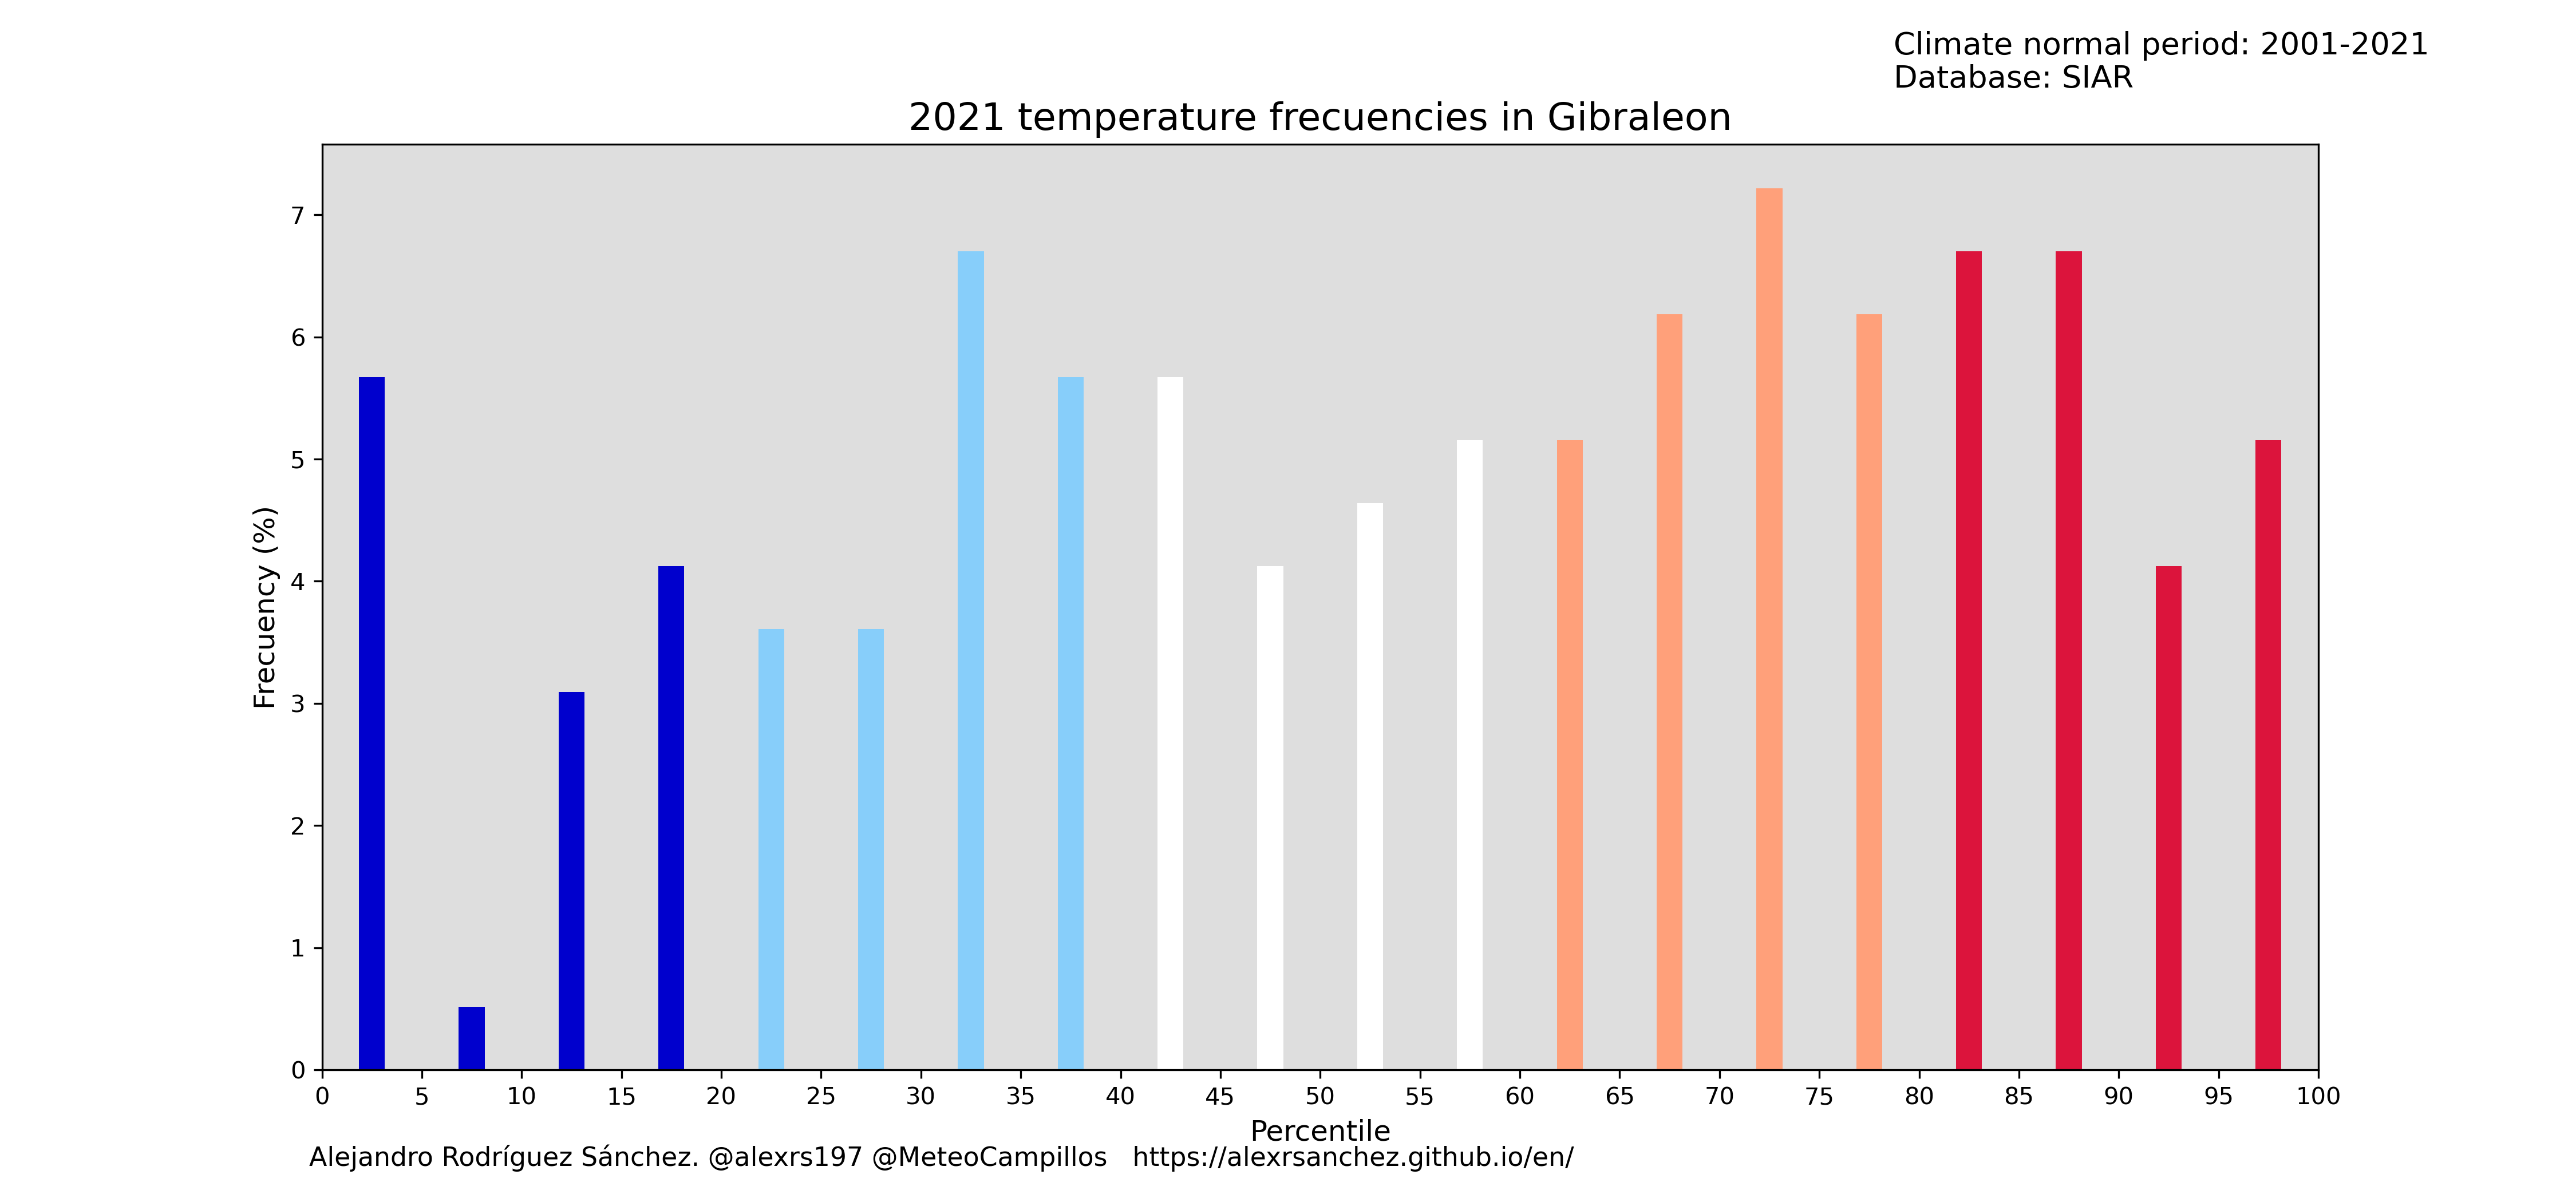 Climate normal period: 2001-2021
Database: SIAR
2021 temperature frecuencies in Gibraleon
Frecuency (%)
7
6
5
4
3
2
1
0
0 5 10 15 20 25 30 35 40 45 50 55 60 65 70 75 80 85 90 95 100
Percentile
Alejandro Rodríguez Sánchez. @alexrs197 @MeteoCampillos https://alexrsanchez.github.io/en/